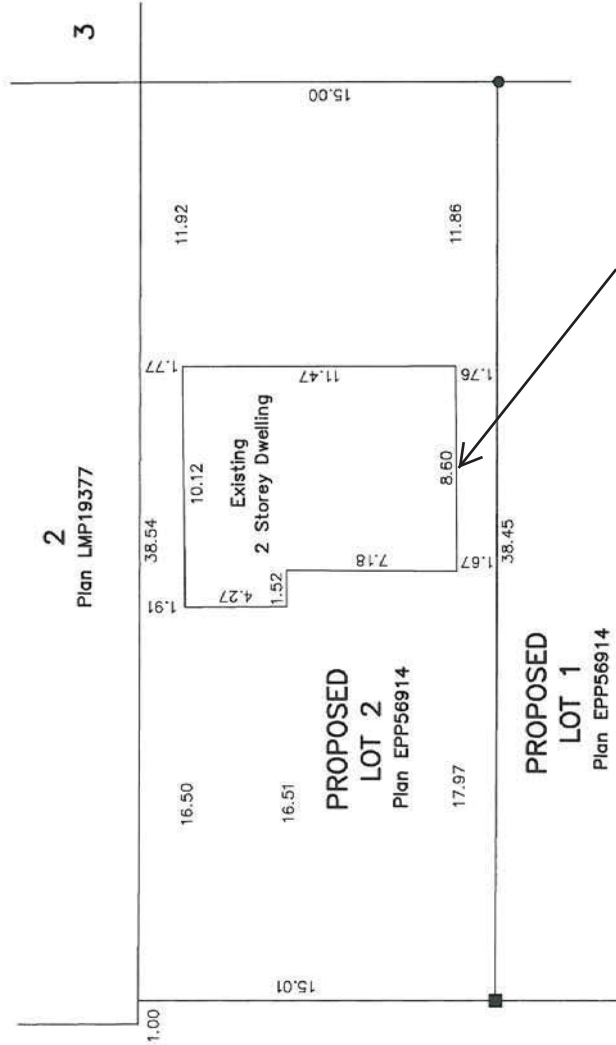 3
2
Plan LMP19377
38.54
1.00
1.91
1.77
15.00
11.92
10.12
16.50
4.27
Existing
2 Storey Dwelling
11.47
1.52
16.51
7.18
15.01
PROPOSED
LOT 2
Plan EPP56914
17.97
8.60
11.86
1.67
1.76
38.45
PROPOSED
LOT 1
Plan EPP56914